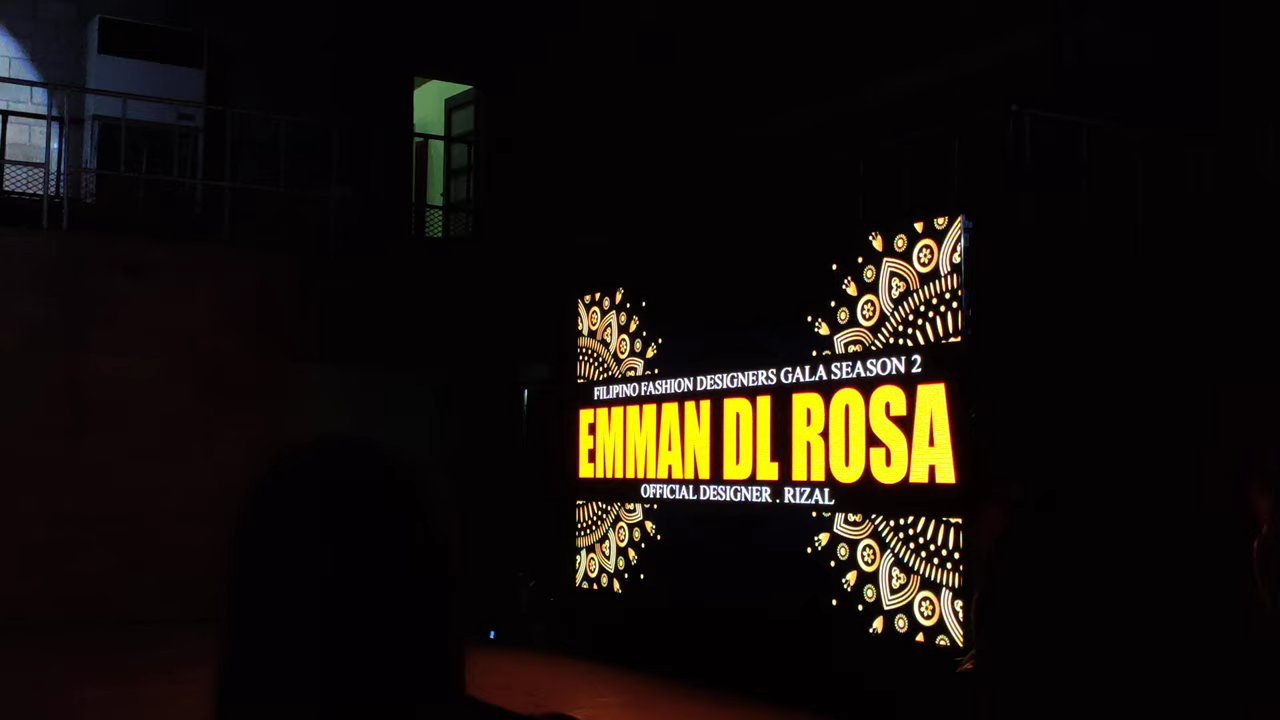 FILIPINO FASHION DESIGNERS GALA SEASON 2
EMMAN DL ROSA
OFFICIAL DESIGNER . RIZAL